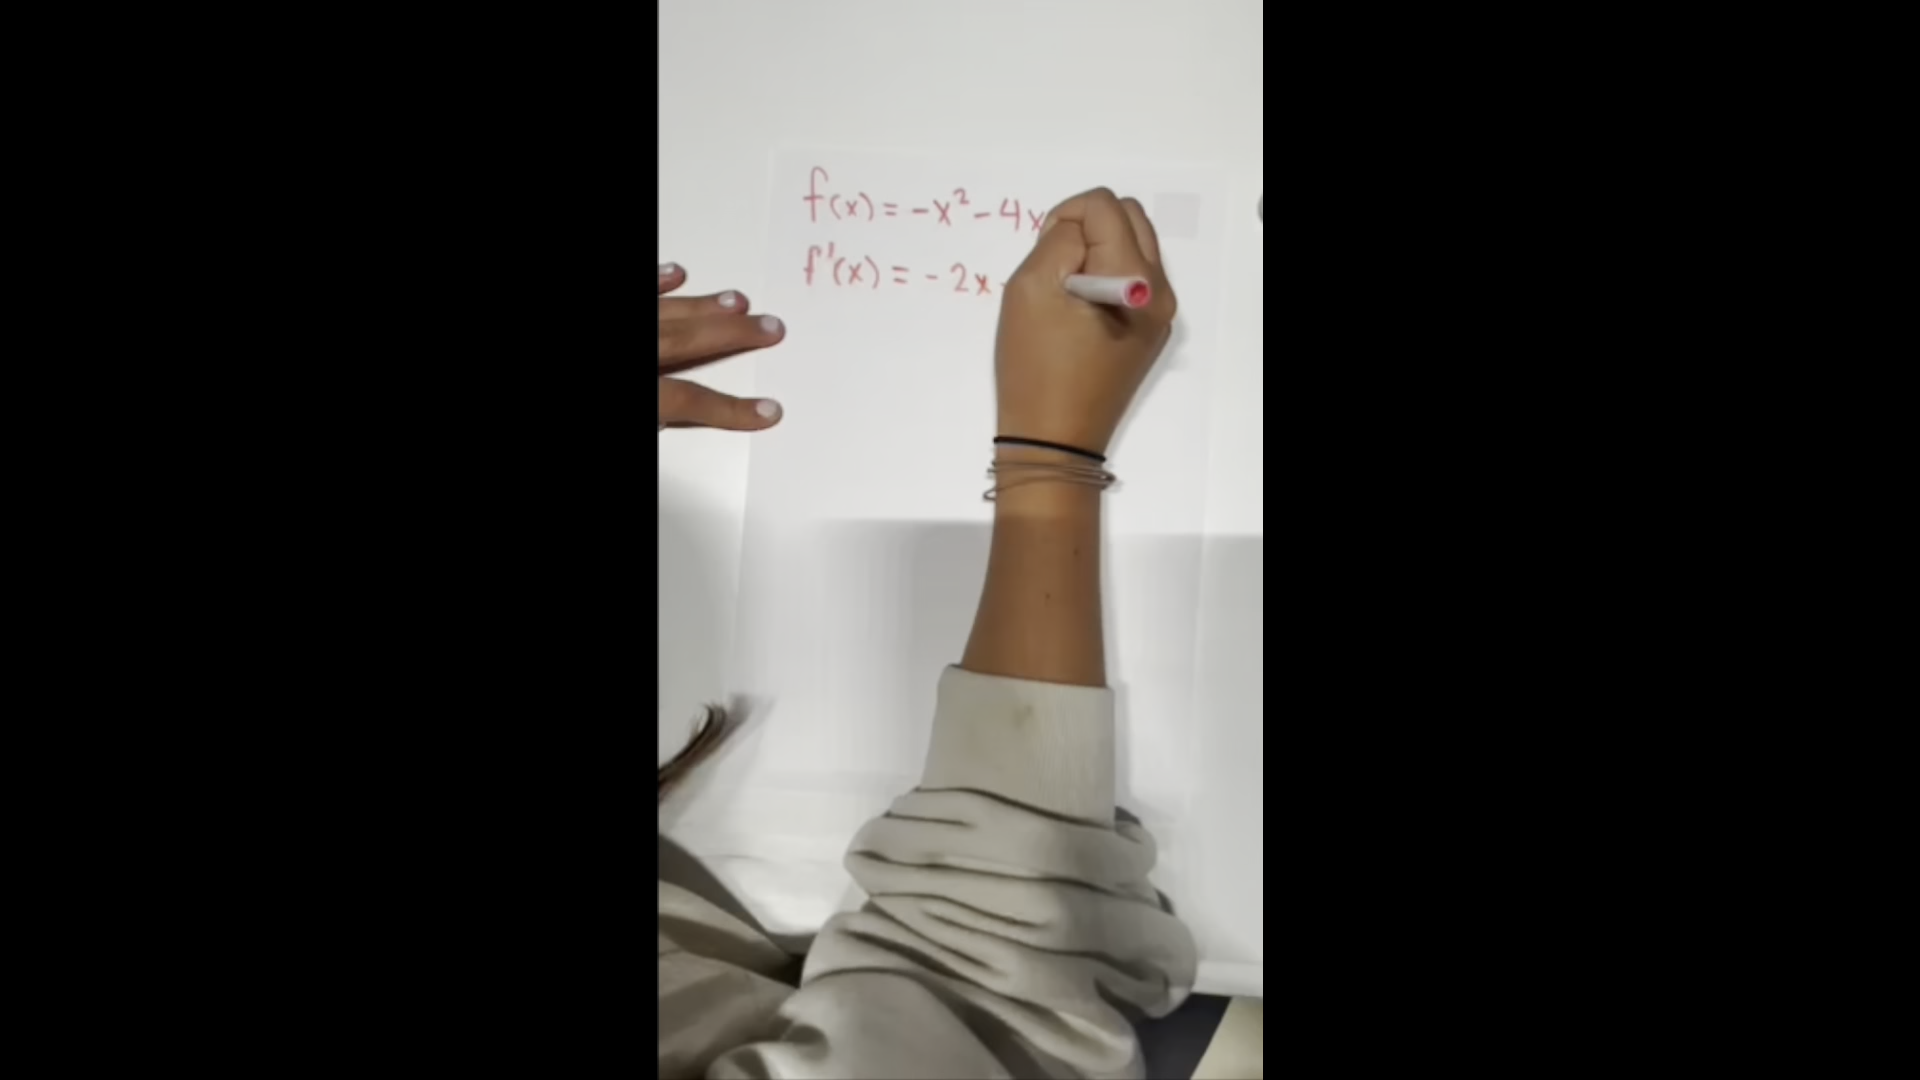 f(x) = -x² - 4x
f'(x) = - 2x -